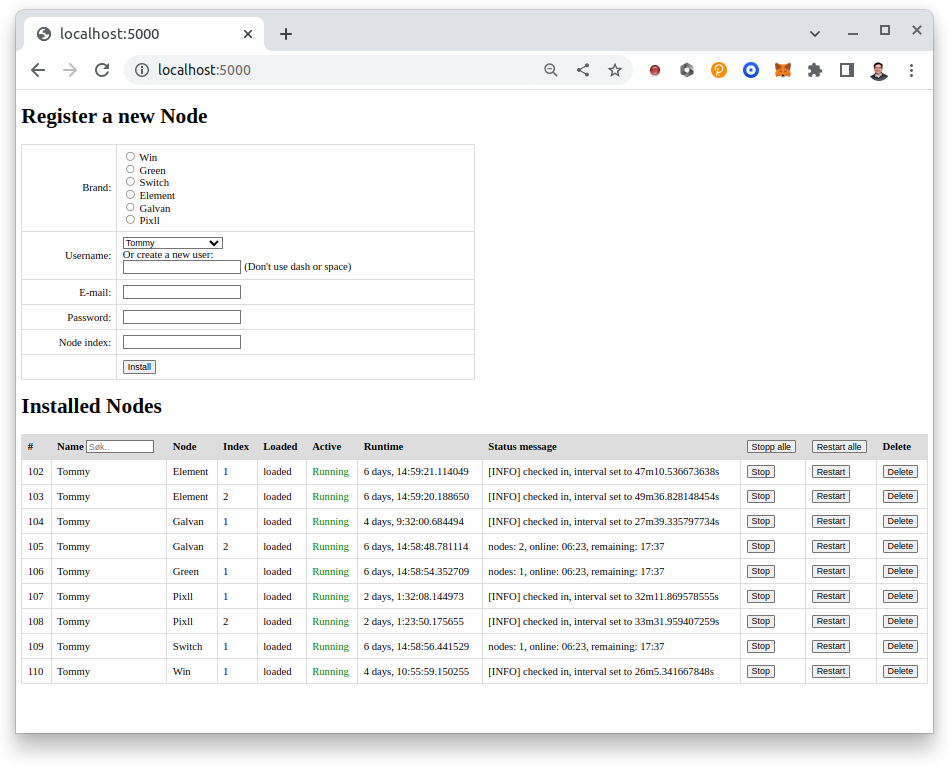 localhost:5000
localhost:5000
Register a new Node
Brand:
Win
Green
Switch
Element
Galvan
Pixll
Username:
Tommy
Or create a new user:
(Don't use dash or space)
E-mail:
Password:
Node index:
Install
Installed Nodes
# Name Søk.. Node Index Loaded Active Runtime Status message Stopp alle Restart alle Delete
102 Tommy Element 1 loaded Running 6 days, 14:59:21.114049 [INFO] checked in, interval set to 47m10.536673638s Stop Restart Delete
103 Tommy Element 2 loaded Running 6 days, 14:59:20.188650 [INFO] checked in, interval set to 49m36.828148454s Stop Restart Delete
104 Tommy Galvan 1 loaded Running 4 days, 9:32:00.684494 [INFO] checked in, interval set to 27m39.335797734s Stop Restart Delete
105 Tommy Galvan 2 loaded Running 6 days, 14:58:48.781114 nodes: 2, online: 06:23, remaining: 17:37 Stop Restart Delete
106 Tommy Green 1 loaded Running 6 days, 14:58:54.352709 nodes: 1, online: 06:23, remaining: 17:37 Stop Restart Delete
107 Tommy Pixll 1 loaded Running 2 days, 1:32:08.144973 [INFO] checked in, interval set to 32m11.869578555s Stop Restart Delete
108 Tommy Pixll 2 loaded Running 2 days, 1:23:50.175655 [INFO] checked in, interval set to 33m31.959407259s Stop Restart Delete
109 Tommy Switch 1 loaded Running 6 days, 14:58:56.441529 nodes: 1, online: 06:23, remaining: 17:37 Stop Restart Delete
110 Tommy Win 1 loaded Running 4 days, 10:55:59.150255 [INFO] checked in, interval set to 26m5.341667848s Stop Restart Delete